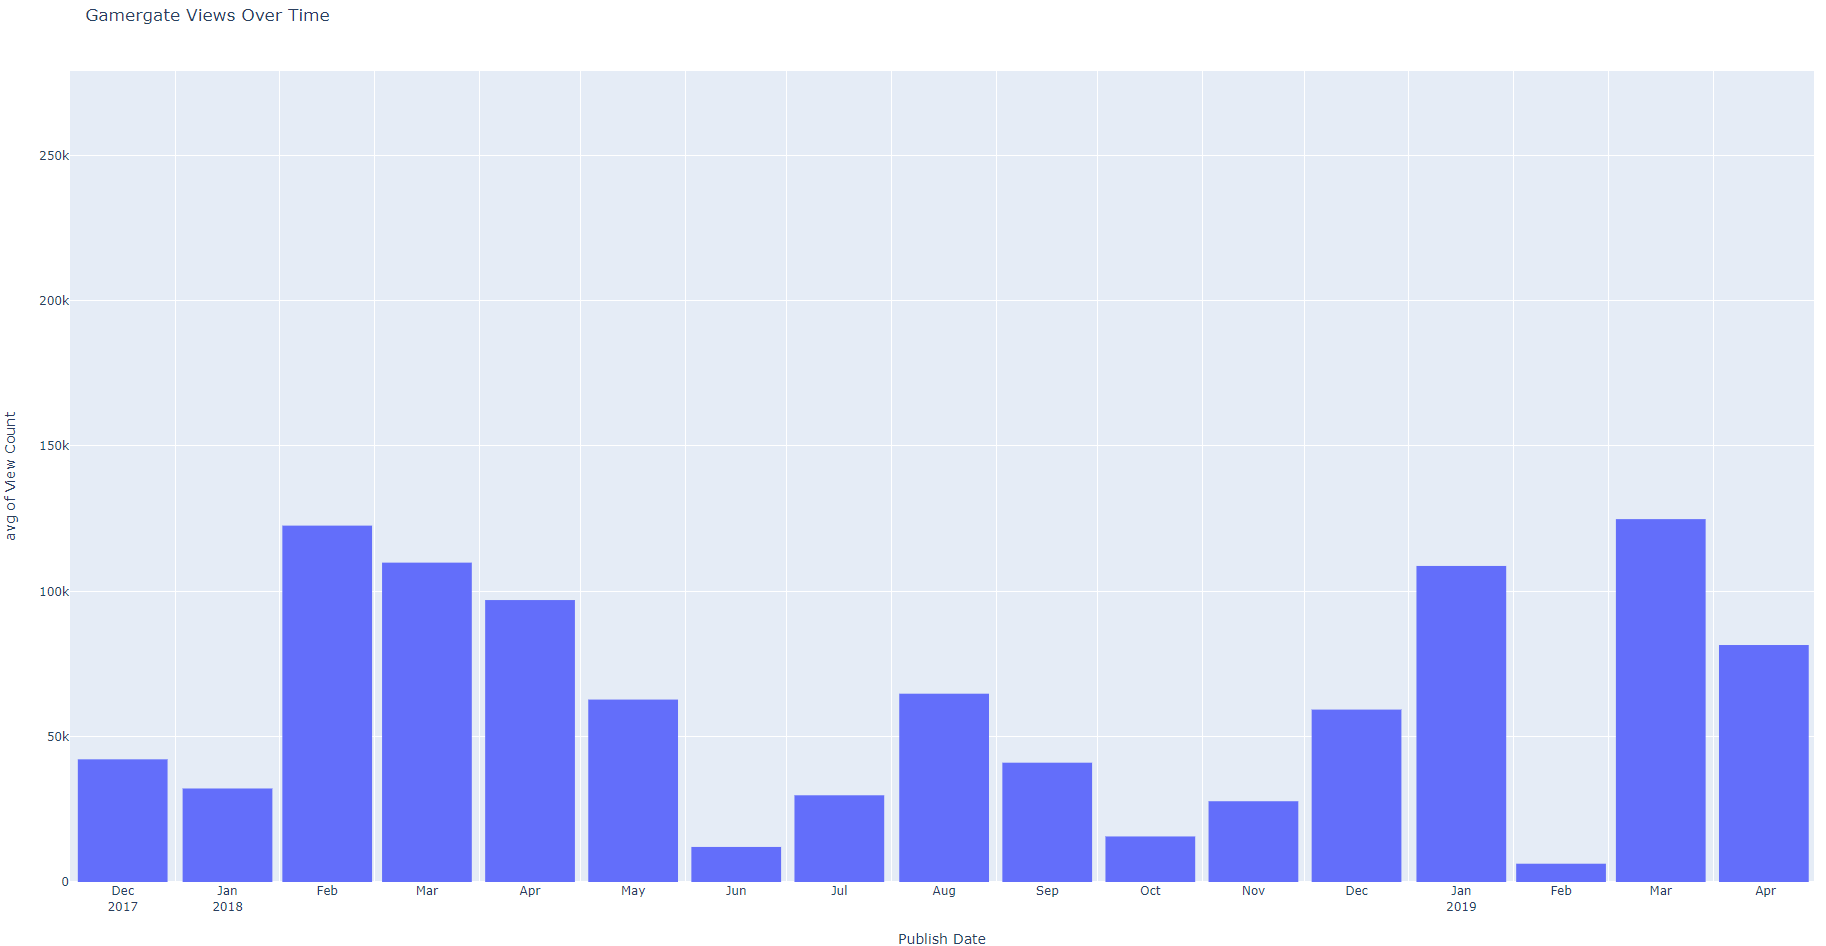 Gamergate Views Over Time
250k
200k
150k
100k
50k
0
avg of View Count
Dec Jan Feb Mar Apr May Jun Jul Aug Sep Oct Nov Dec Jan Feb Mar Apr
2017 2018 2019
Publish Date